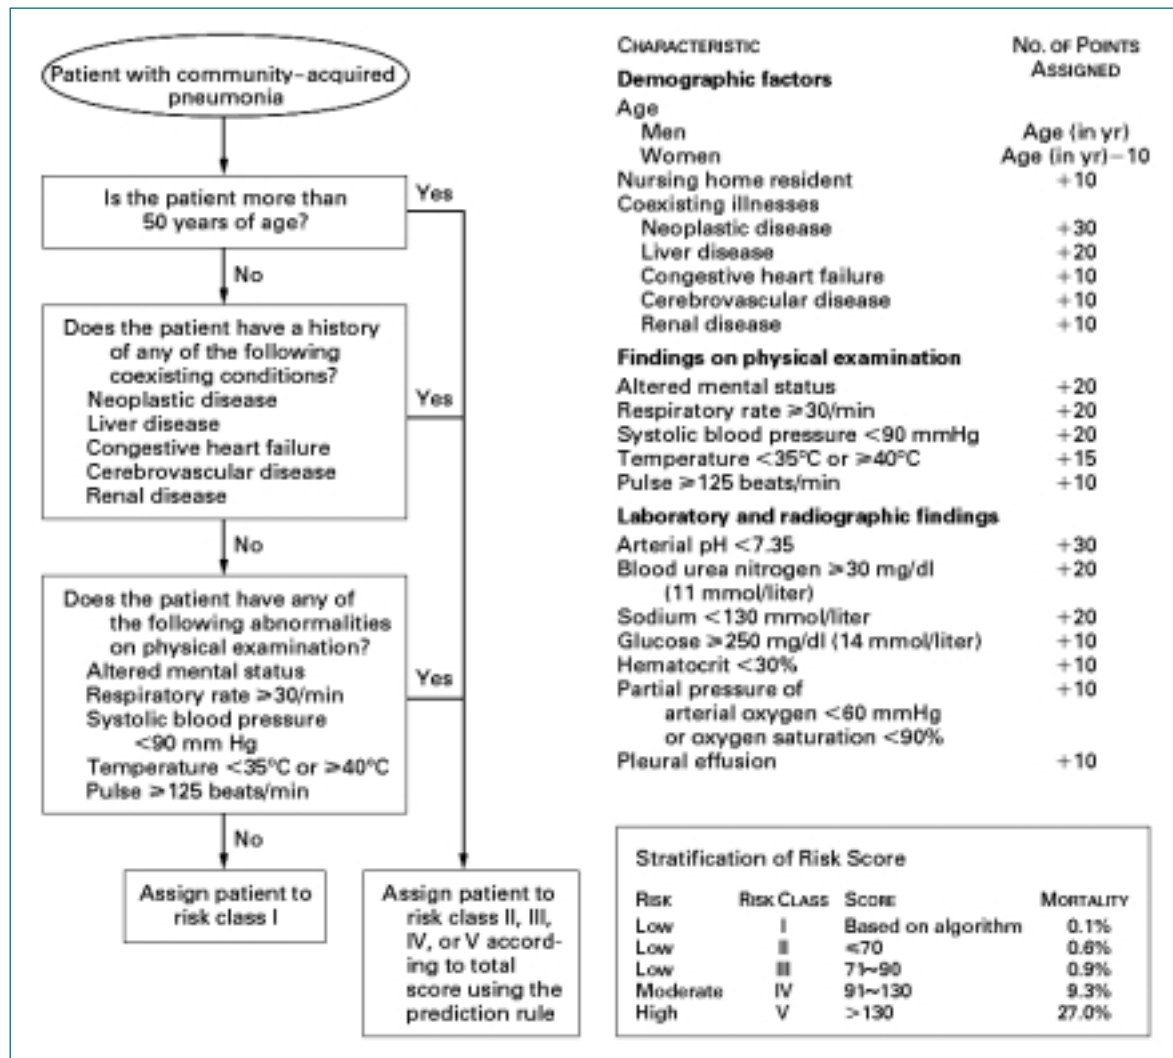 Patient with community-acquired
pneumonia
Is the patient more than
50 years of age?
Yes
No
Does the patient have a history
of any of the following
coexisting conditions?
Neoplastic disease
Liver disease
Congestive heart failure
Cerebrovascular disease
Renal disease
Yes
No
Does the patient have any of
the following abnormalities
on physical examination?
Altered mental status
Respiratory rate ⩾30/min
Systolic blood pressure
<90 mm Hg
Temperature <35°C or ⩾40°C
Pulse ⩾125 beats/min
Yes
No
Assign patient to
risk class I
Assign patient to
risk class II, III,
IV, or V accord-
ing to total
score using the
prediction rule
CHARACTERISTIC NO. OF POINTS
ASSIGNED
Demographic factors
Age
Men Age (in yr)
Women Age (in yr)−10
Nursing home resident +10
Coexisting illnesses
Neoplastic disease +30
Liver disease +20
Congestive heart failure +10
Cerebrovascular disease +10
Renal disease +10
Findings on physical examination
Altered mental status +20
Respiratory rate ⩾30/min +20
Systolic blood pressure <90 mmHg +20
Temperature <35°C or ⩾40°C +15
Pulse ⩾125 beats/min +10
Laboratory and radiographic findings
Arterial pH <7.35 +30
Blood urea nitrogen ⩾30 mg/dl +20
(11 mmol/liter)
Sodium <130 mmol/liter +20
Glucose ⩾250 mg/dl (14 mmol/liter) +10
Hematocrit <30% +10
Partial pressure of +10
arterial oxygen <60 mmHg
or oxygen saturation <90%
Pleural effusion +10
Stratification of Risk Score
RISK RISK CLASS SCORE MORTALITY
Low I Based on algorithm 0.1%
Low II ⩽70 0.6%
Low III 71~90 0.9%
Moderate IV 91~130 9.3%
High V >130 27.0%